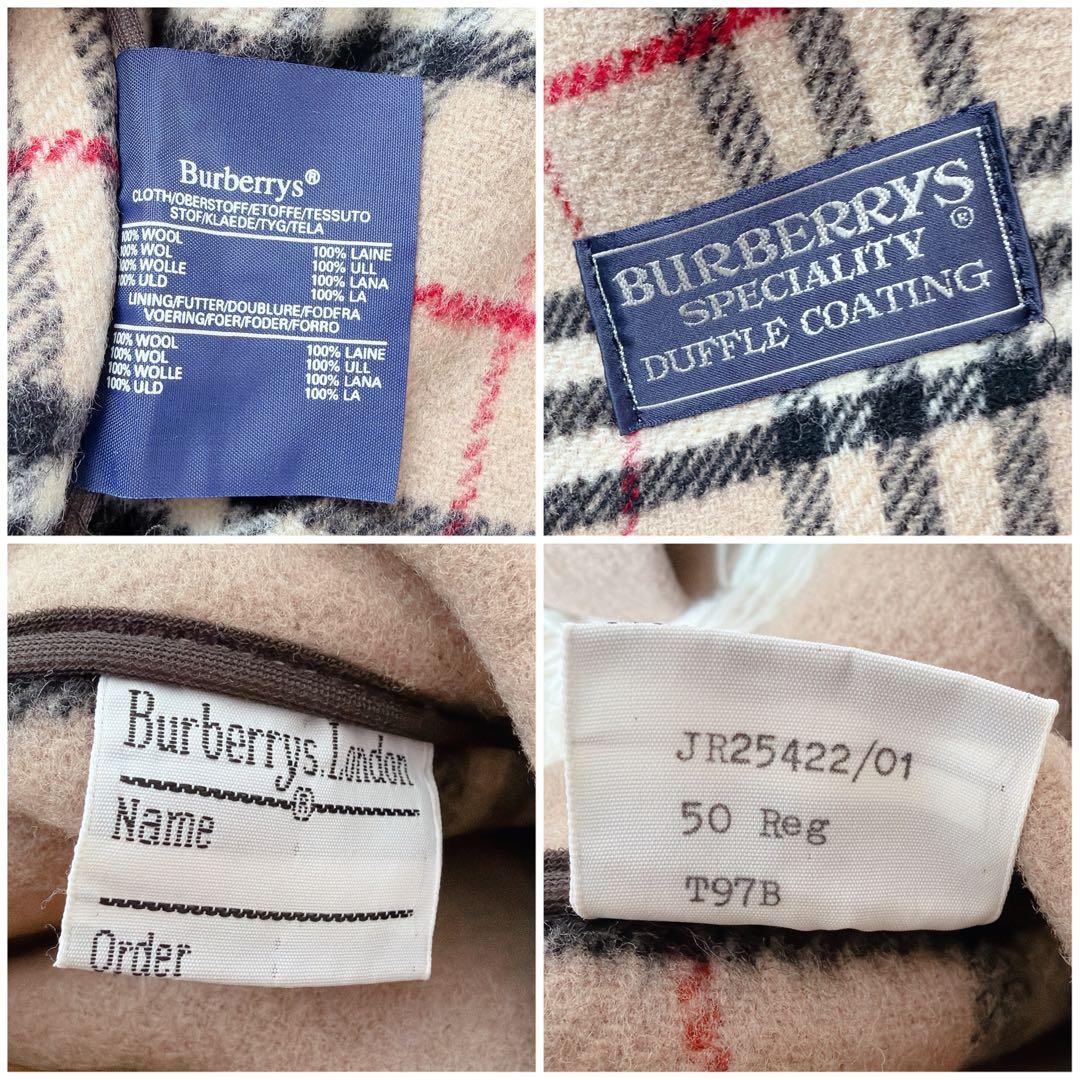 Burberrys®
CLOTH/OBERSTOFF/ETOFFE/TESSUTO
STOF/KLAEDE/TYG/TELA
100% WOOL
100% WOL 100% LAINE
100% WOLLE 100% ULL
100% ULD 100% LANA
100% LA
LINING/FUTTER/DOUBLURE/FODFRA
VOERING/FOER/FODER/FORRO
100% WOOL 100% LAINE
100% WOL 100% ULL
100% WOLLE 100% LANA
100% ULD 100% LA
BURBERRYS®
SPECIALITY
DUFFLE COATING
Burberrys.London
®
Name
Order
JR25422/01
50 Reg
T97B